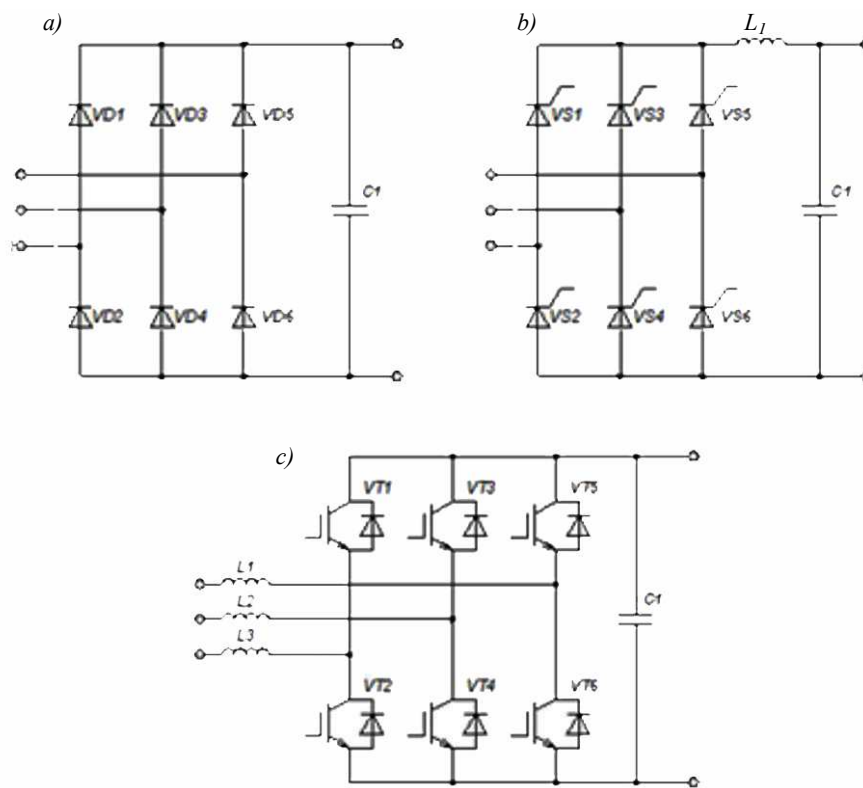 a)
VD1 VD3 VD5
C1
VD2 VD4 VD6
b) L1
VS1 VS3 VS5
C1
VS2 VS4 VS6
c)
VT1 VT3 VT5
L1
L2
L3
C1
VT2 VT4 VT6